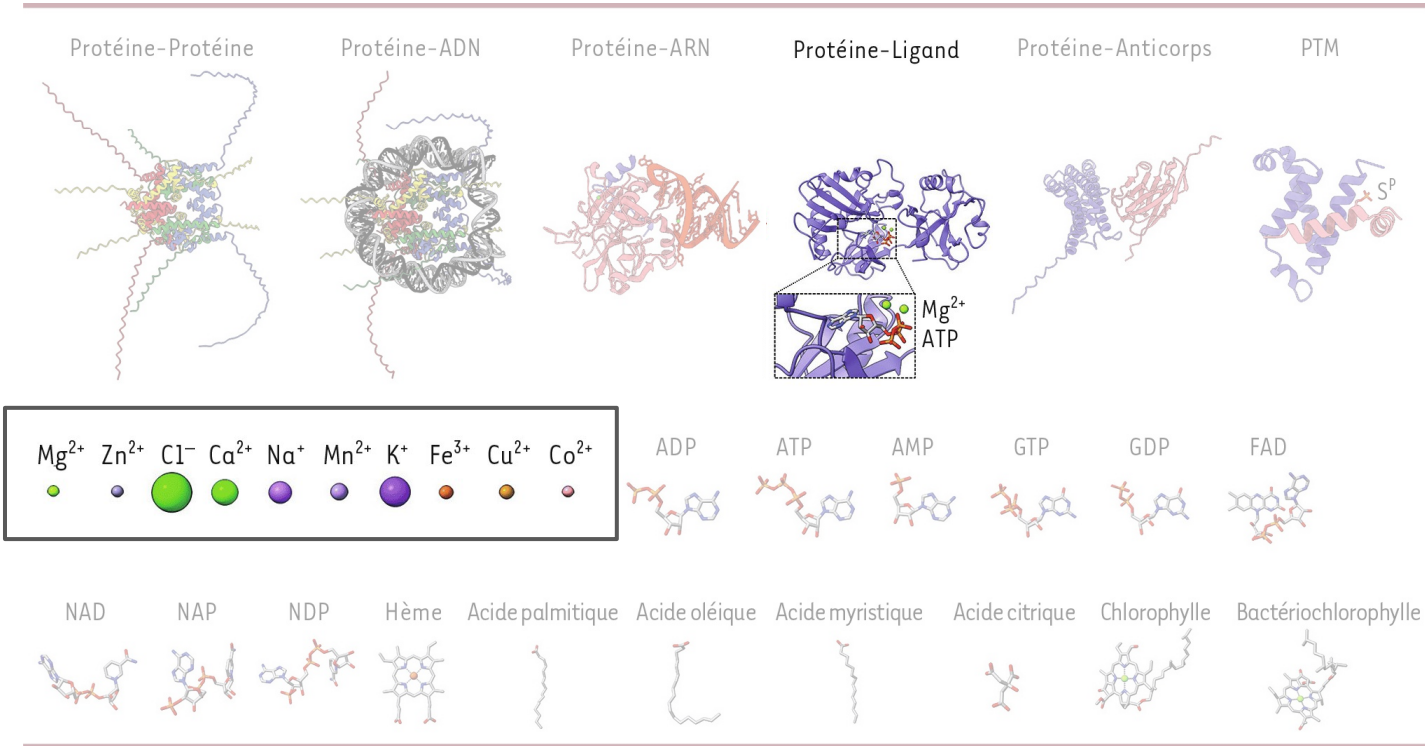 Protéine-Protéine Protéine-ADN Protéine-ARN Protéine-Ligand Protéine-Anticorps PTM
Sᴾ
Mg²⁺
ATP
Mg²⁺ Zn²⁺ Cl⁻ Ca²⁺ Na⁺ Mn²⁺ K⁺ Fe³⁺ Cu²⁺ Co²⁺ ADP ATP AMP GTP GDP FAD
NAD NAP NDP Hème Acide palmitique Acide oléique Acide myristique Acide citrique Chlorophylle Bactériochlorophylle